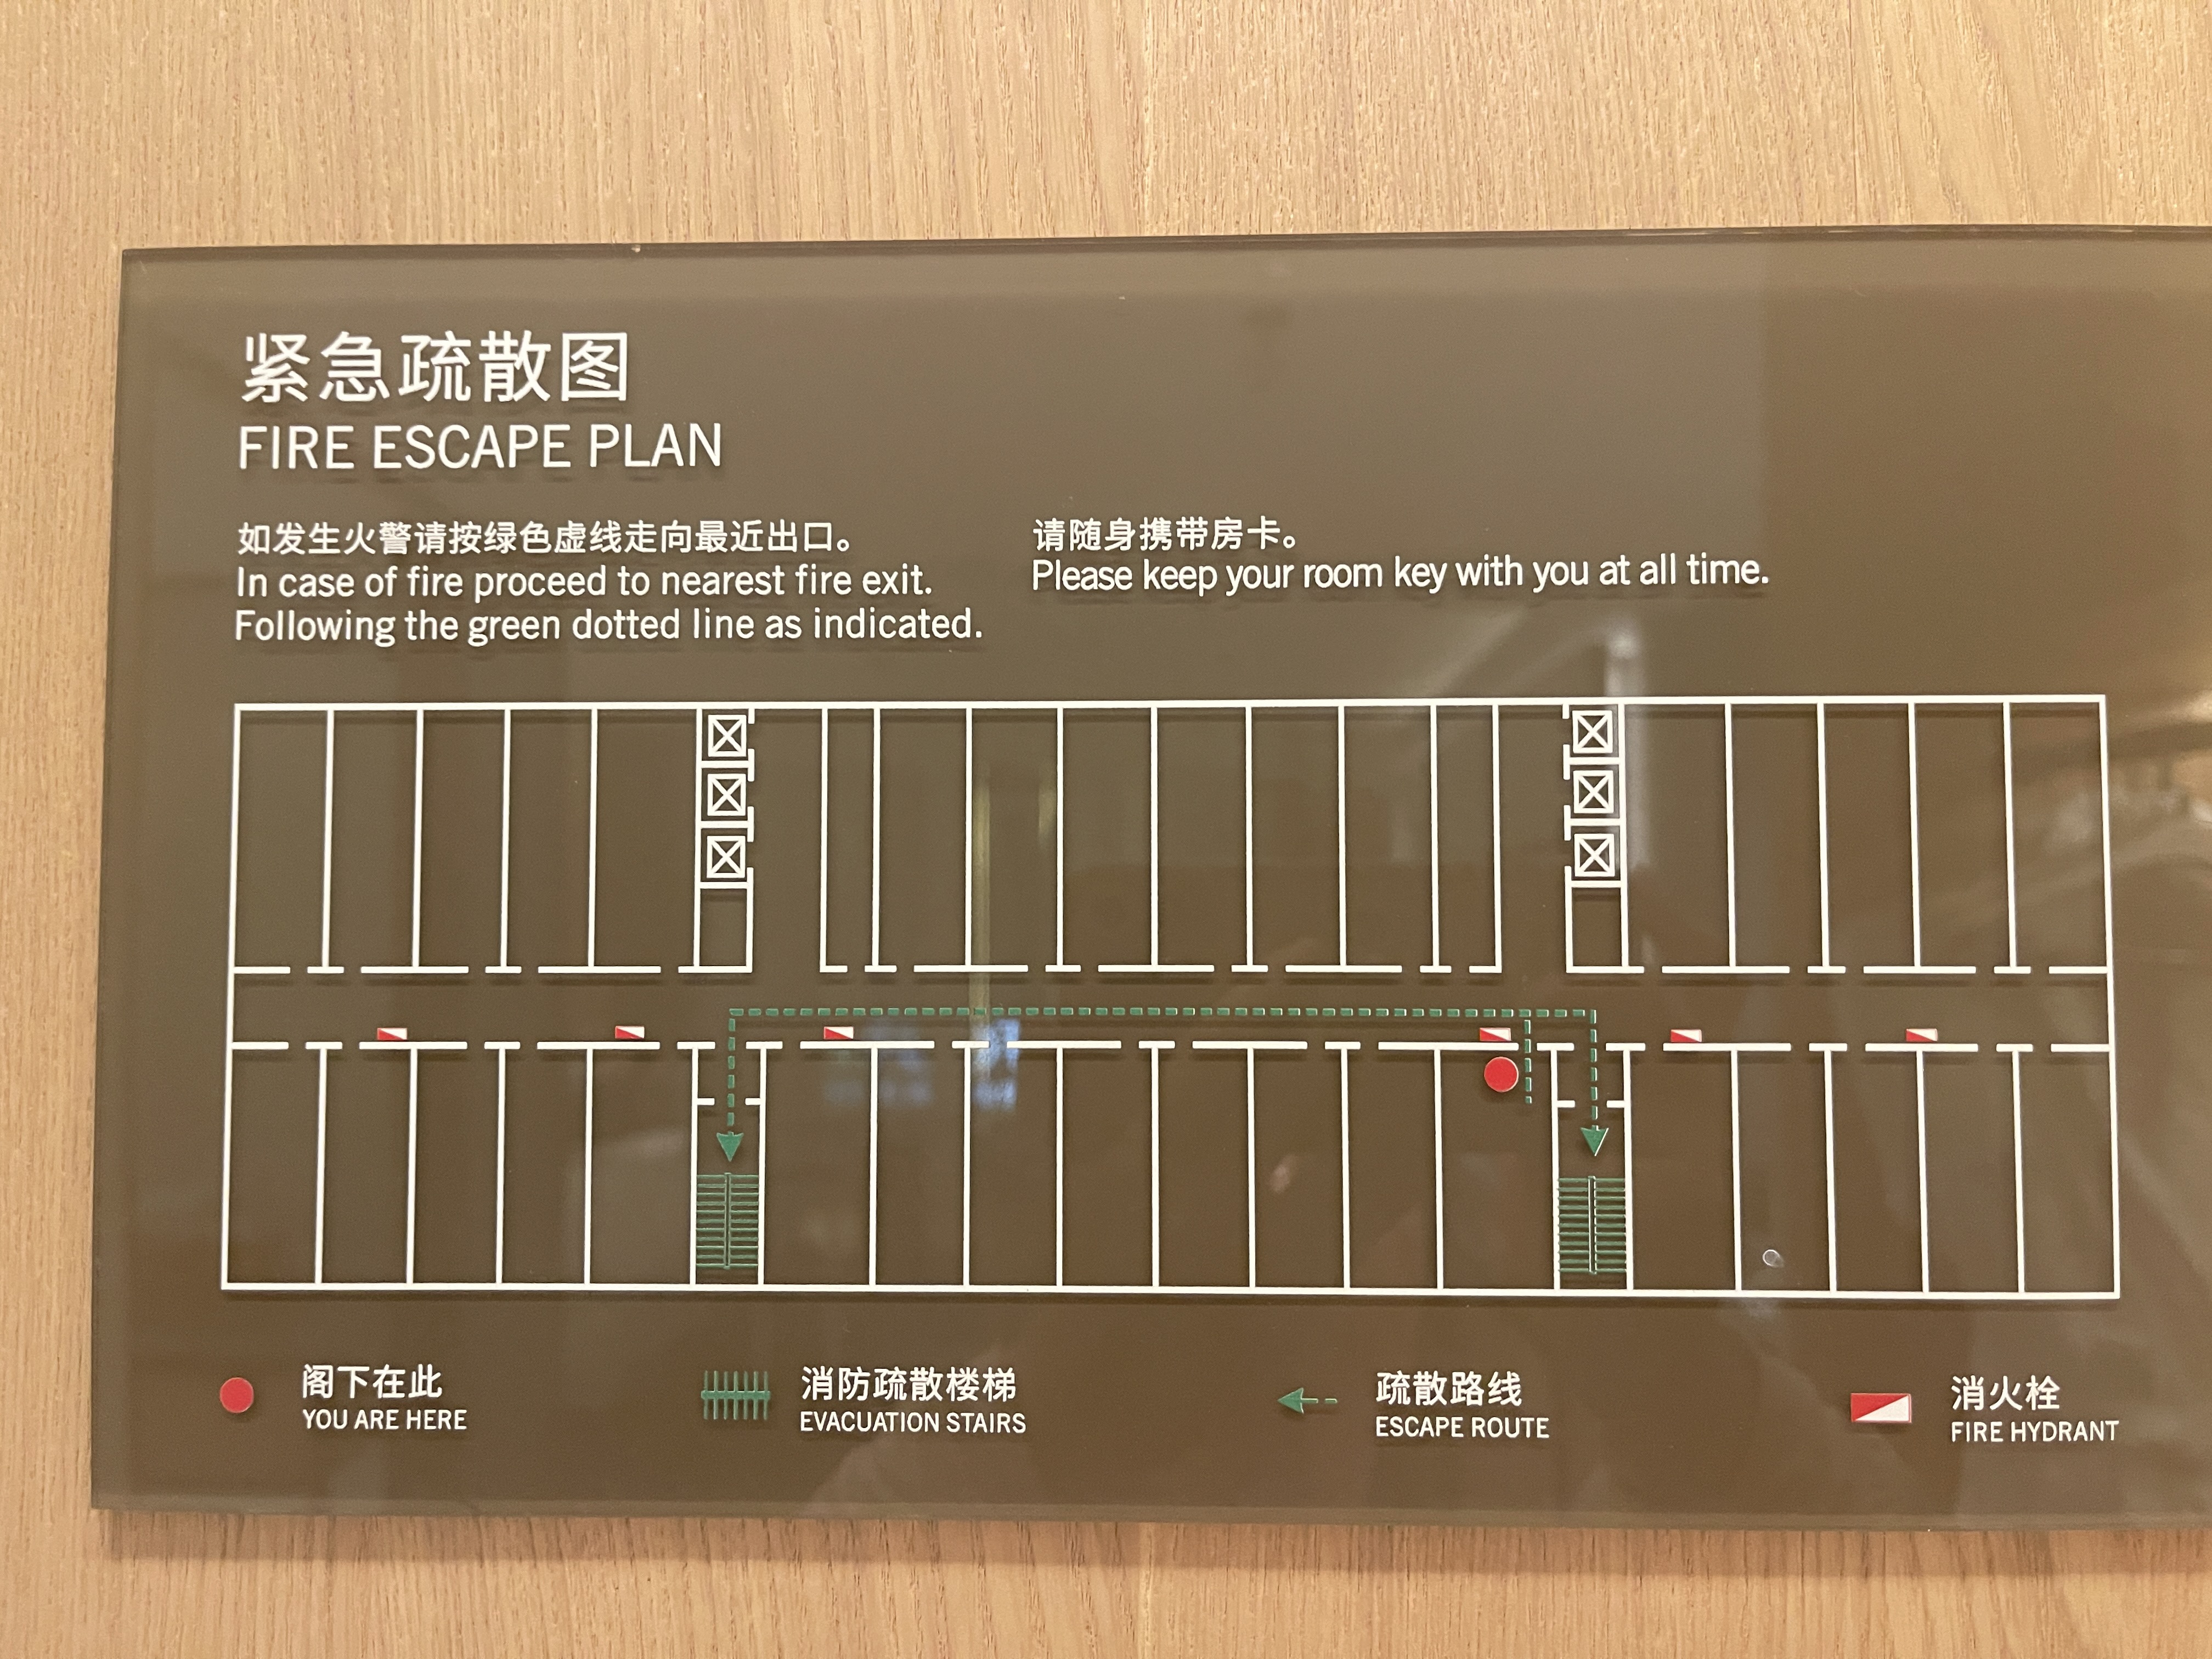 紧急疏散图
FIRE ESCAPE PLAN
如发生火警请按绿色虚线走向最近出口。
In case of fire proceed to nearest fire exit.
Following the green dotted line as indicated.
请随身携带房卡。
Please keep your room key with you at all time.
阁下在此
YOU ARE HERE
消防疏散楼梯
EVACUATION STAIRS
疏散路线
ESCAPE ROUTE
消火栓
FIRE HYDRANT